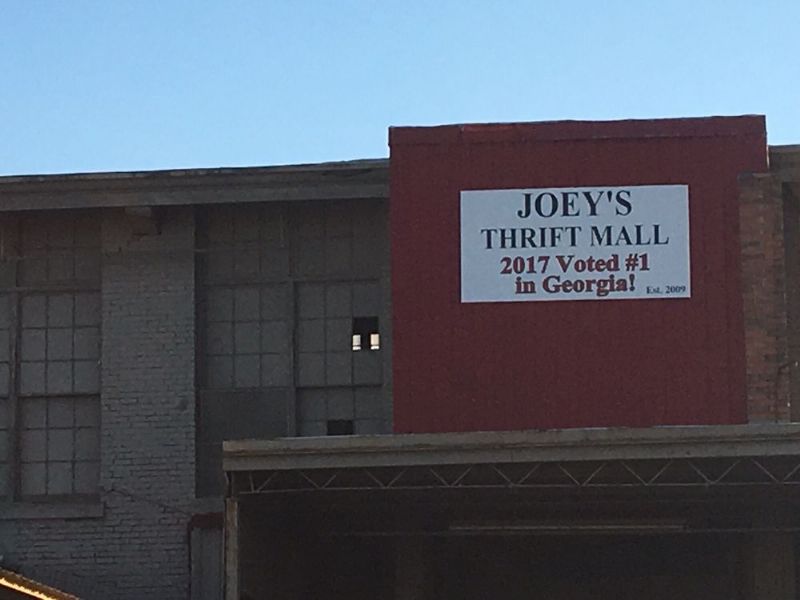 JOEY'S
THRIFT MALL
2017 Voted #1
in Georgia!
Est. 2009